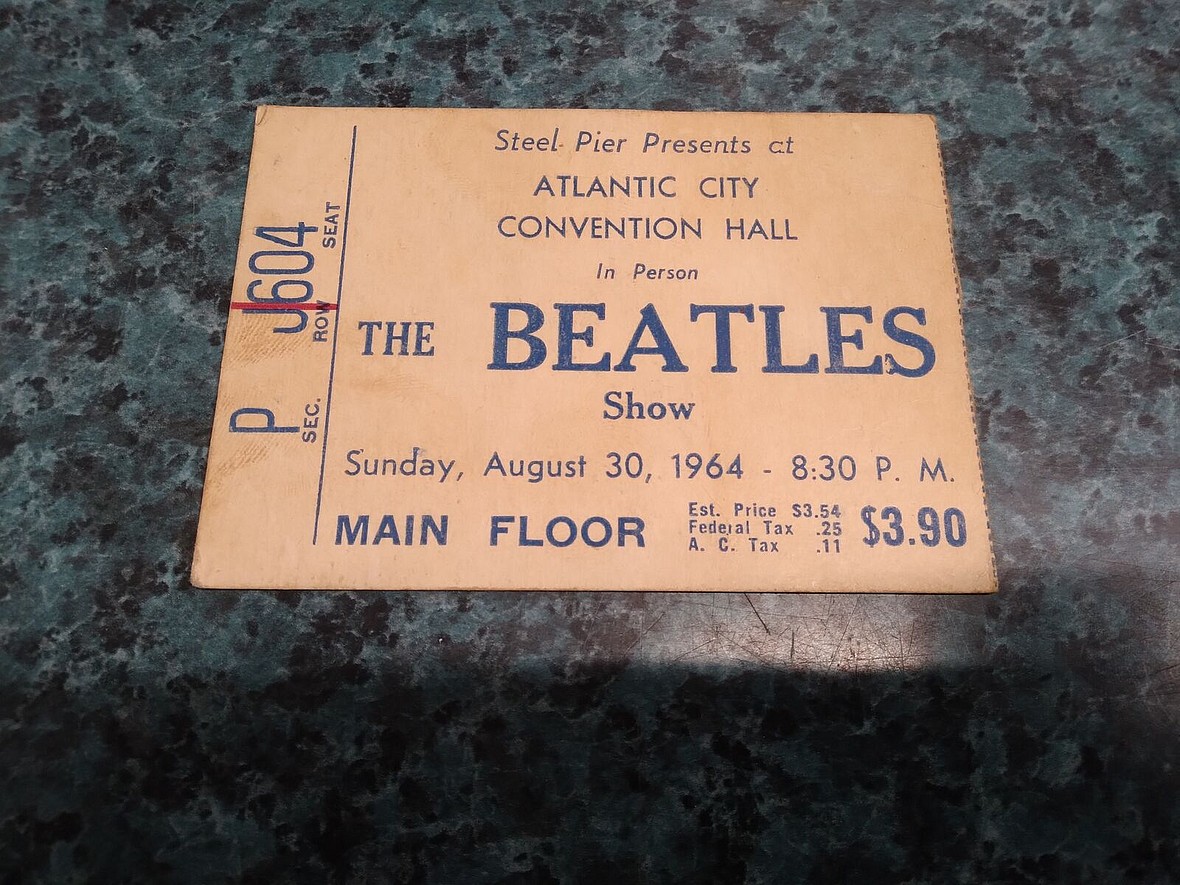 Steel Pier Presents at
ATLANTIC CITY
CONVENTION HALL
In Person
THE BEATLES
Show
Sunday, August 30, 1964 - 8:30 P. M.
MAIN FLOOR
Est. Price $3.54
Federal Tax .25
A. C. Tax .11
$3.90
P J604
SEC. ROW SEAT